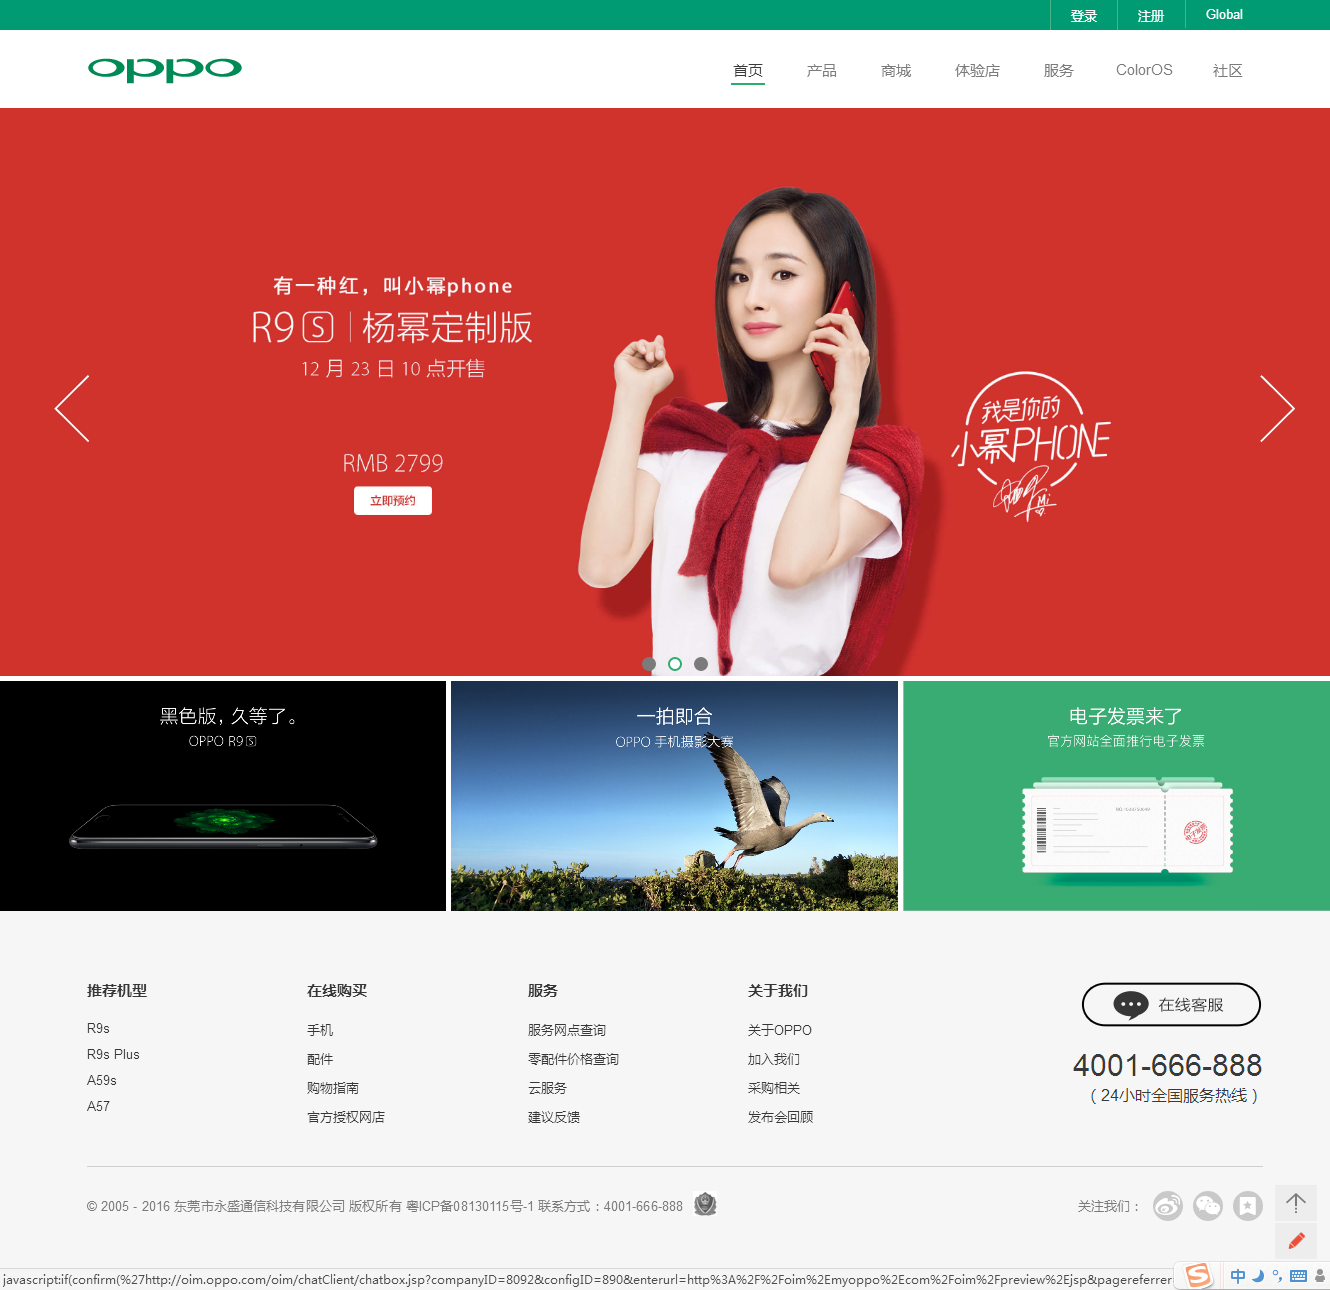 登录 注册 Global
oppo 首页 产品 商城 体验店 服务 ColorOS 社区
有一种红，叫小幂phone
R9 S | 杨幂定制版
12 月 23 日 10 点开售
RMB 2799
立即预约
我是你的
小幂PHONE
黑色版，久等了。
OPPO R9 S
一拍即合
OPPO 手机摄影大赛
电子发票来了
官方网站全面推行电子发票
推荐机型
R9s
R9s Plus
A59s
A57
在线购买
手机
配件
购物指南
官方授权网店
服务
服务网点查询
零配件价格查询
云服务
建议反馈
关于我们
关于OPPO
加入我们
采购相关
发布会回顾
在线客服
4001-666-888
（24小时全国服务热线）
© 2005 - 2016 东莞市永盛通信科技有限公司 版权所有 粤ICP备08130115号-1 联系方式：4001-666-888
关注我们：
javascript:if(confirm(%27http://oim.oppo.com/oim/chatClient/chatbox.jsp?companyID=8092&configID=890&enterurl=http%3A%2F%2Foim%2Emyoppo%2Ecom%2Foim%2Fpreview%2Ejsp&pagereferrer
S 中